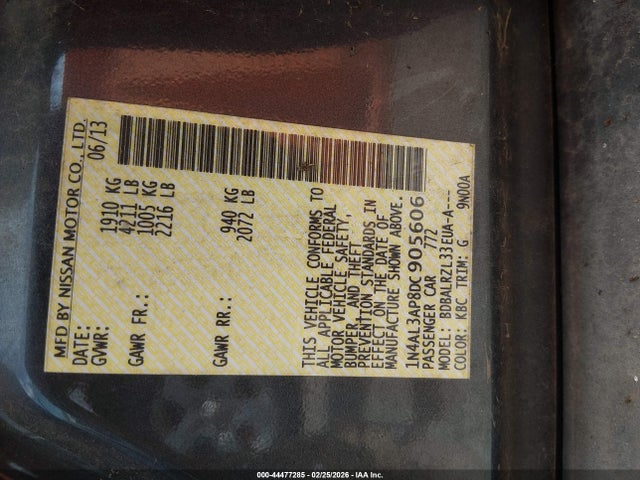 MFD BY NISSAN MOTOR CO., LTD.
DATE: 06/13
GVWR: 1910 KG
4211 LB
GAWR FR.: 1005 KG
2216 LB
GAWR RR.: 940 KG
2072 LB
THIS VEHICLE CONFORMS TO
ALL APPLICABLE FEDERAL
MOTOR VEHICLE SAFETY,
BUMPER, AND THEFT
PREVENTION STANDARDS IN
EFFECT ON THE DATE OF
MANUFACTURE SHOWN ABOVE.
1N4AL3AP8DC905606
PASSENGER CAR 772
MODEL: BDBALRZL33EUA-A---
COLOR: KBC TRIM: G 9N00A
000-44477285 - 02/25/2026 - IAA Inc.